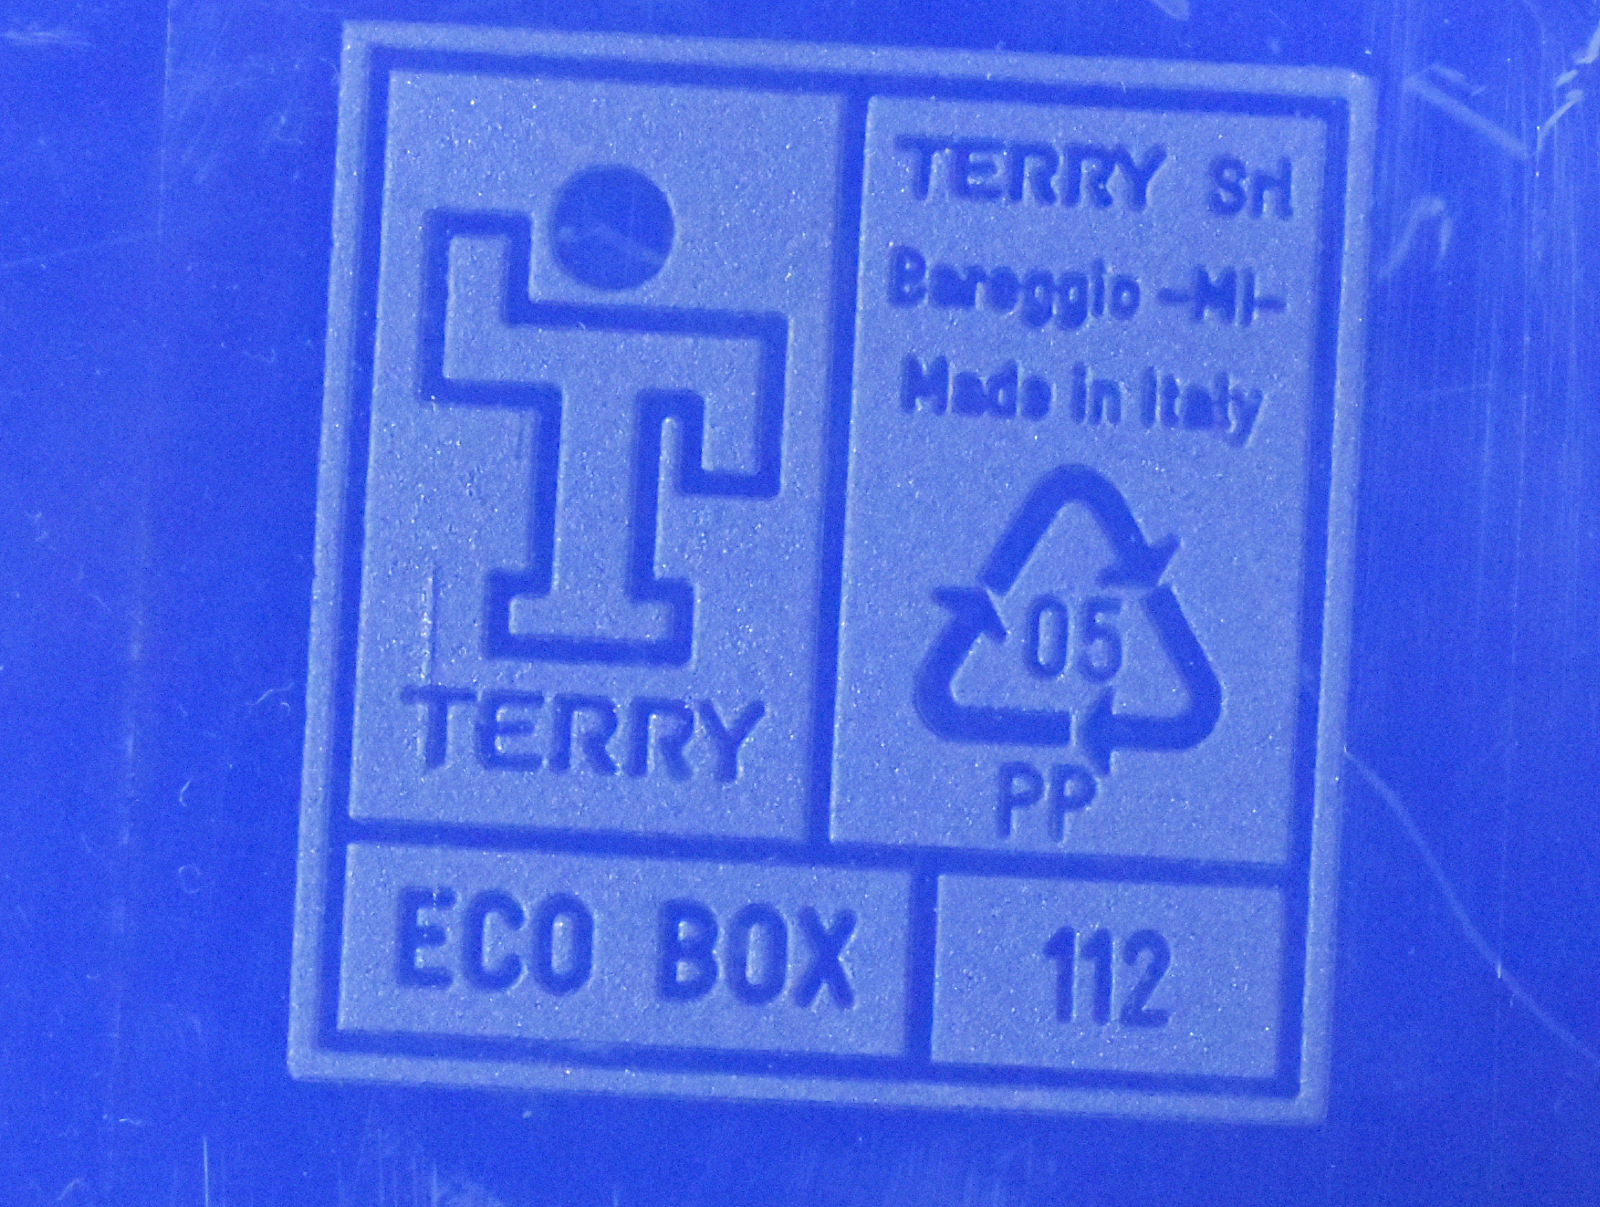 TERRY
TERRY Srl
Bareggio -MI-
Made in Italy
05
PP
ECO BOX
112